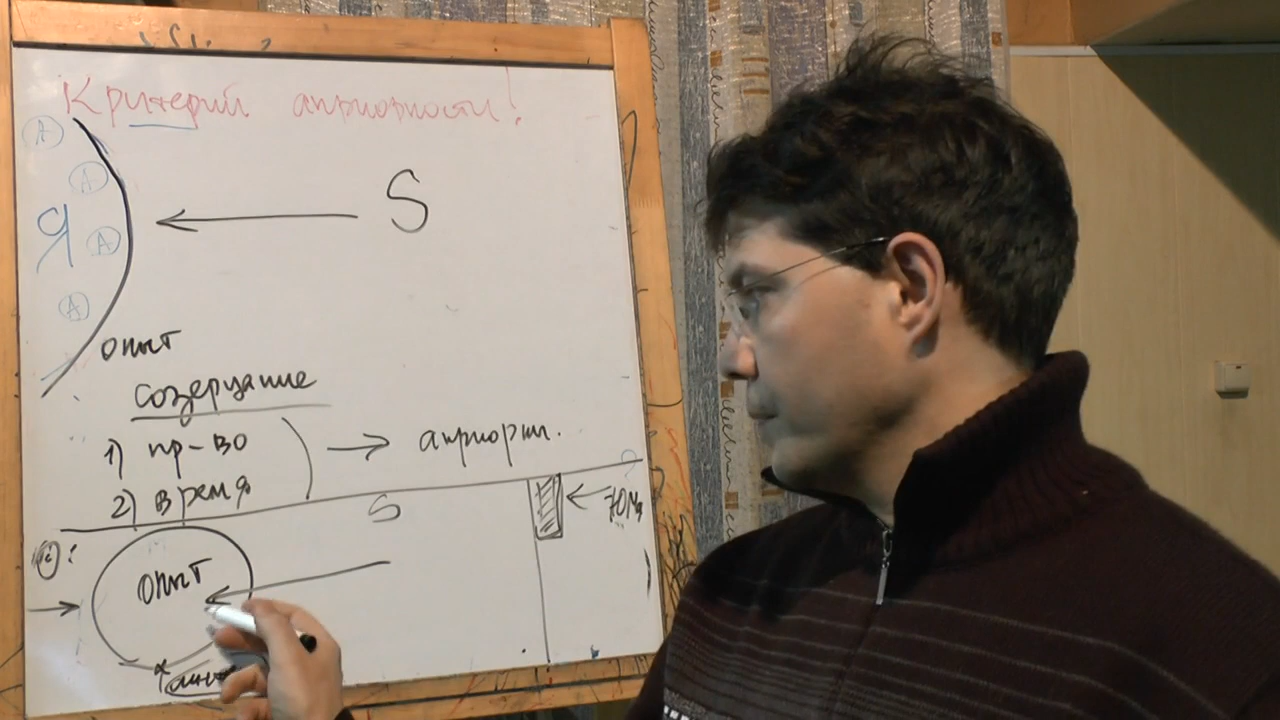 Критерий априорности!
А
А
Я
А
А
S
опыт
созерцание
1) пр-во
2) время
априорн.
S
опыт